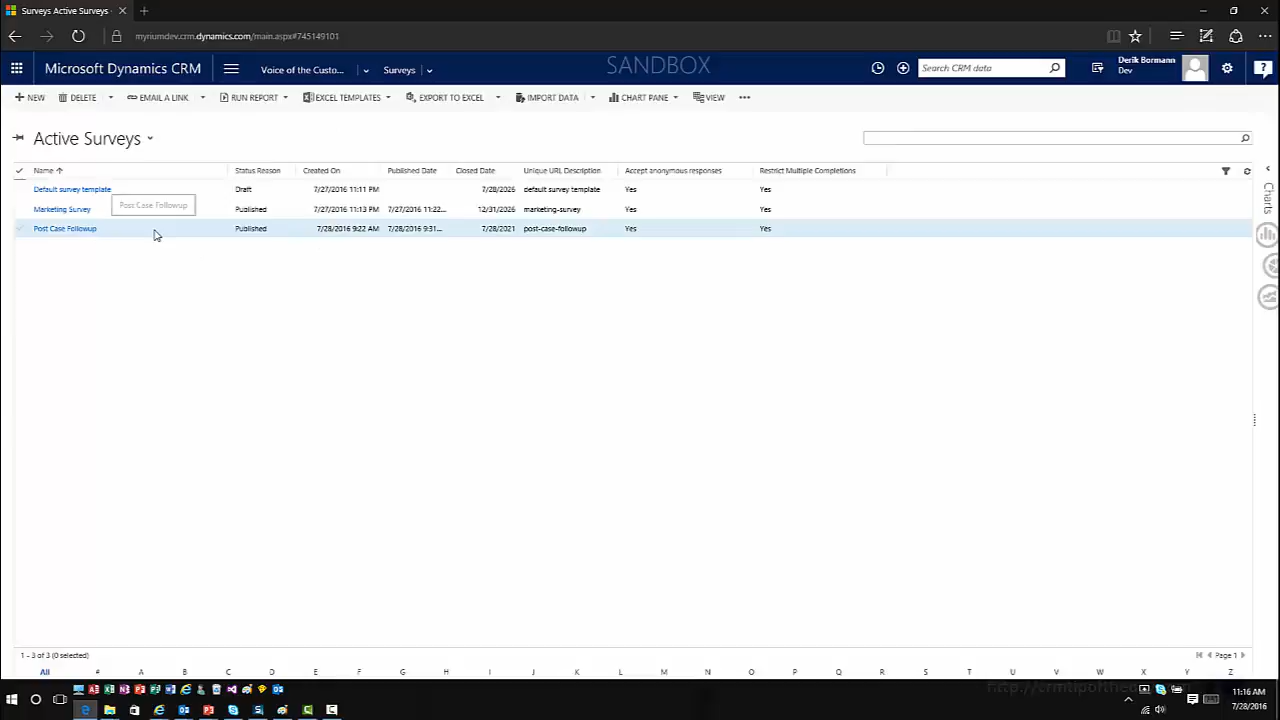 Surveys Active Surveys
myriumdev.crm.dynamics.com/main.aspx#745149101
Microsoft Dynamics CRM
Voice of the Custo...
Surveys
SANDBOX
Search CRM data
Derik Bormann
Dev
?
NEW
DELETE
EMAIL A LINK
RUN REPORT
EXCEL TEMPLATES
EXPORT TO EXCEL
IMPORT DATA
CHART PANE
VIEW
Active Surveys
Name Status Reason Created On Published Date Closed Date Unique URL Description Accept anonymous responses Restrict Multiple Completions
Default survey template Draft 7/27/2016 11:11 PM 7/28/2026 default survey template Yes Yes
Post Case Followup
Marketing Survey Published 7/27/2016 11:13 PM 7/27/2016 11:22... 12/31/2026 marketing-survey Yes Yes
Post Case Followup Published 7/28/2016 9:22 AM 7/28/2016 9:31... 7/28/2021 post-case-followup Yes Yes
Charts
1 - 3 of 3 (0 selected)
Page 1
All # A B C D E F G H I J K L M N O P Q R S T U V W X Y Z
11:16 AM
7/28/2016